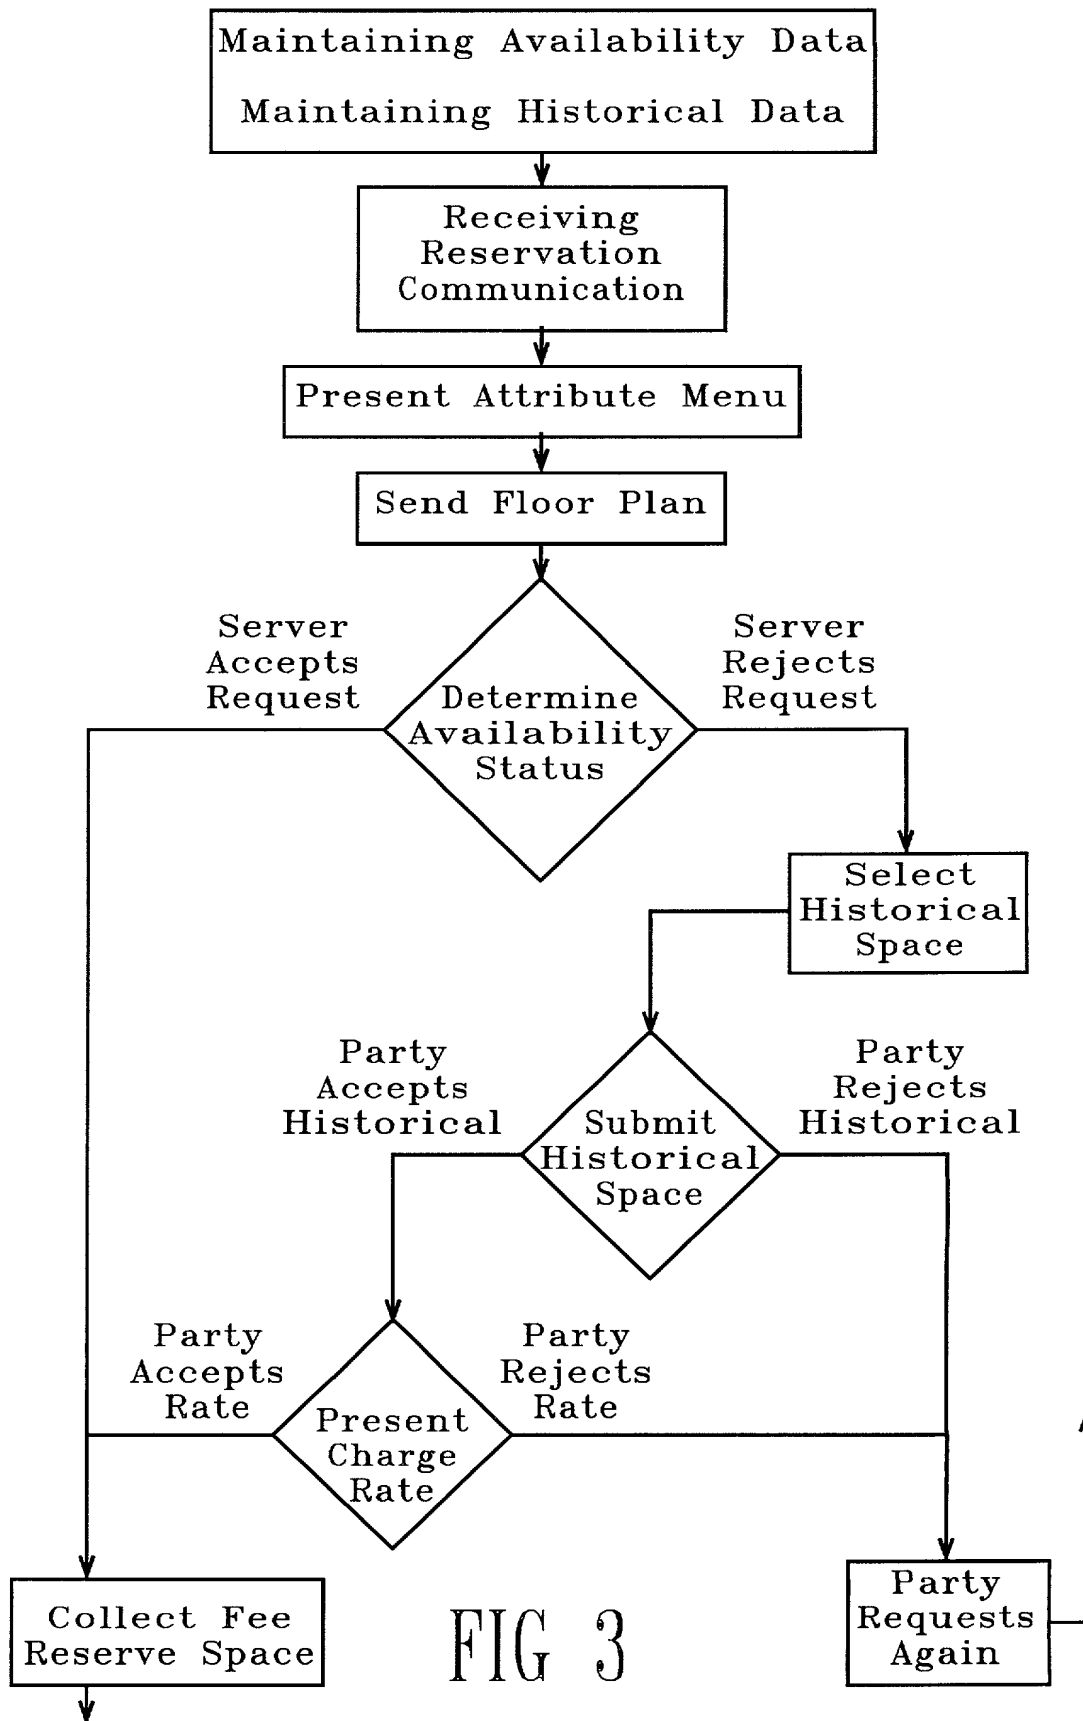 Maintaining Availability Data
Maintaining Historical Data
Receiving
Reservation
Communication
Present Attribute Menu
Send Floor Plan
Server
Accepts
Request
Server
Rejects
Request
Determine
Availability
Status
Select
Historical
Space
Party
Accepts
Historical
Party
Rejects
Historical
Submit
Historical
Space
Party
Accepts
Rate
Party
Rejects
Rate
Present
Charge
Rate
Collect Fee
Reserve Space
Party
Requests
Again
FIG 3